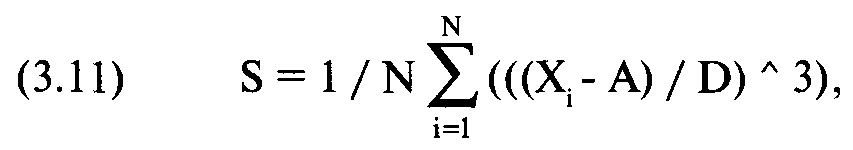 (3.11) S = 1 / N ∑_{i=1}^{N} (((X_i - A) / D) ^ 3),